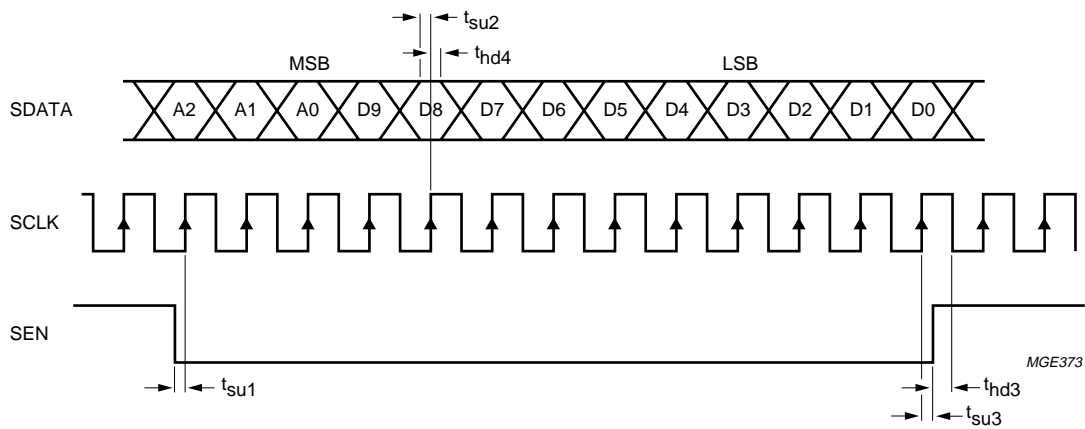 tsu2
thd4
MSB LSB
SDATA A2 A1 A0 D9 D8 D7 D6 D5 D4 D3 D2 D1 D0
SCLK
SEN
MGE373
tsu1 thd3
tsu3